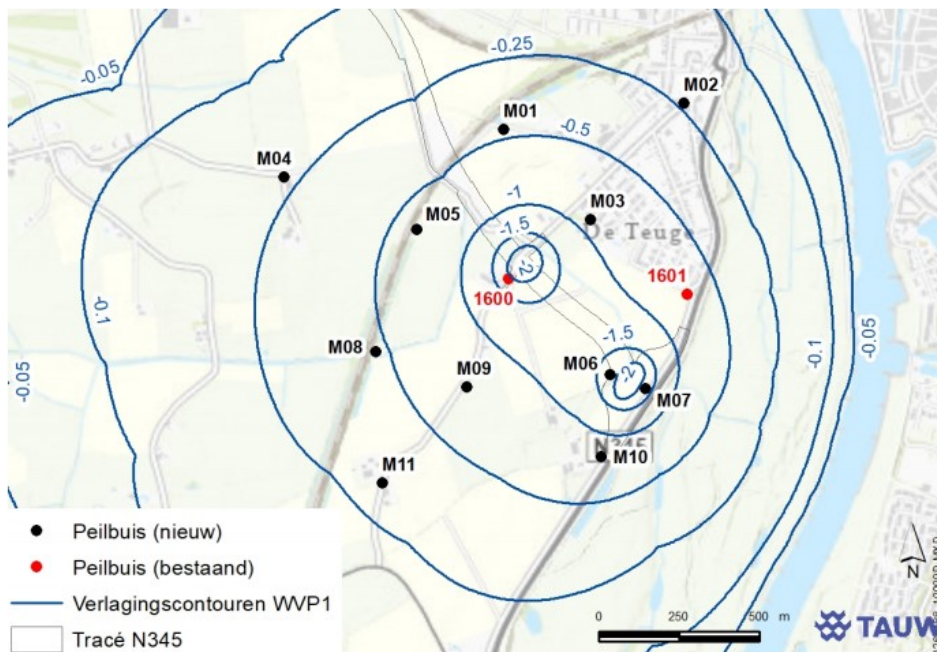 -0.05
-0.25
M02
M01
-0.5
M04
M03
-1
M05
-1.5
De Teuge
-2
1601
1600
-0.1
-1.5
-0.1
-0.05
M08
M06
-2
-0.05
M09
M07
N345
M10
M11
Peilbuis (nieuw)
Peilbuis (bestaand)
Verlagingscontouren WVP1
Tracé N345
0 250 500 m
N
TAUW